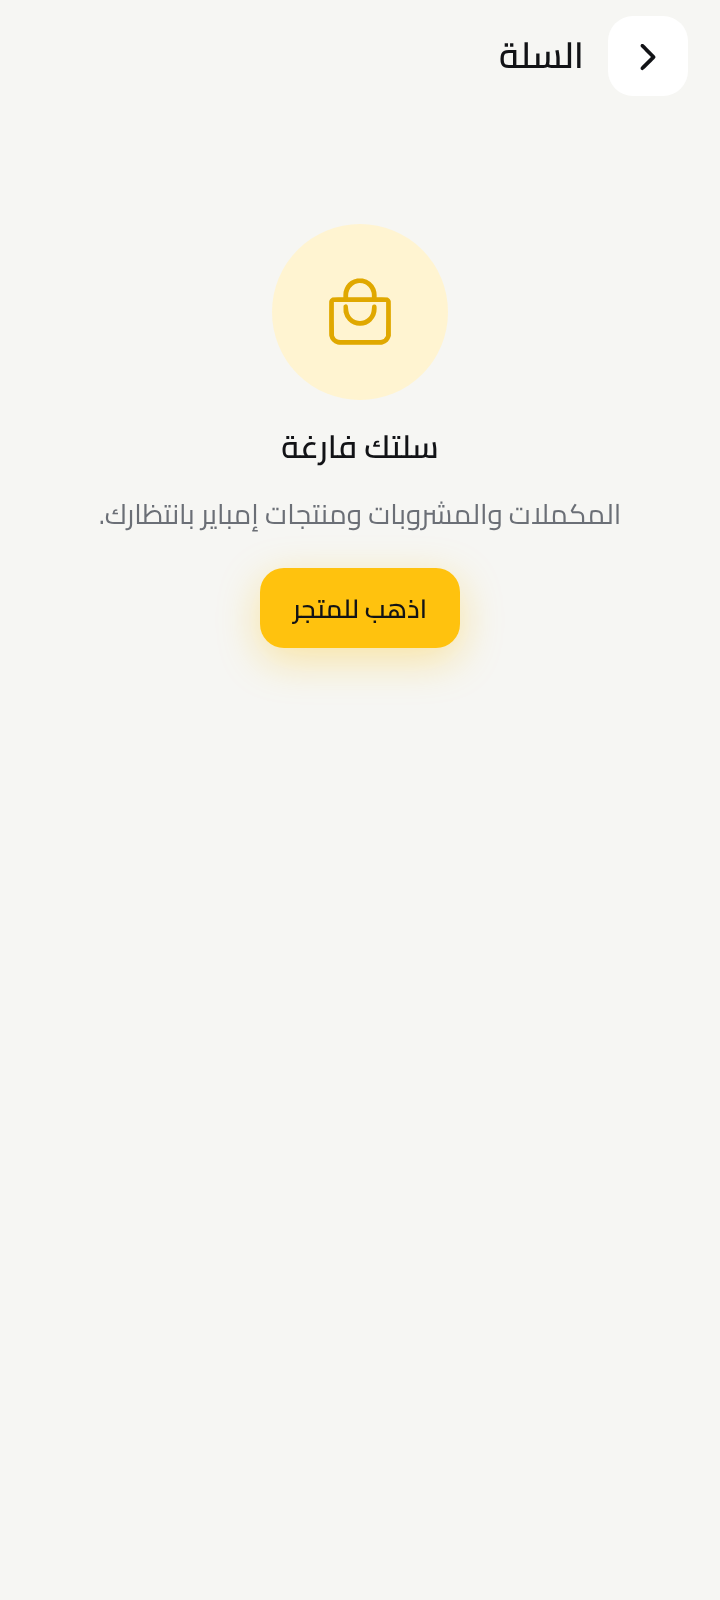 السلة
سلتك فارغة
المكملات والمشروبات ومنتجات إمباير بانتظارك.
اذهب للمتجر